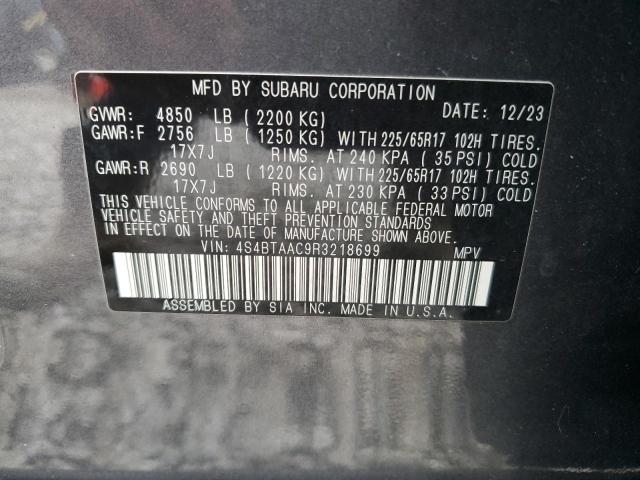 MFD BY SUBARU CORPORATION
GVWR: 4850 LB (2200 KG) DATE: 12/23
GAWR:F 2756 LB (1250 KG) WITH 225/65R17 102H TIRES.
17X7J RIMS. AT 240 KPA (35 PSI) COLD
GAWR:R 2690 LB (1220 KG) WITH 225/65R17 102H TIRES.
17X7J RIMS. AT 230 KPA (33 PSI) COLD
THIS VEHICLE CONFORMS TO ALL APPLICABLE FEDERAL MOTOR
VEHICLE SAFETY AND THEFT PREVENTION STANDARDS
IN EFFECT ON THE DATE OF MANUFACTURE SHOWN ABOVE.
VIN: 4S4BTAAC9R3218699 MPV
ASSEMBLED BY SIA INC. MADE IN U.S.A.